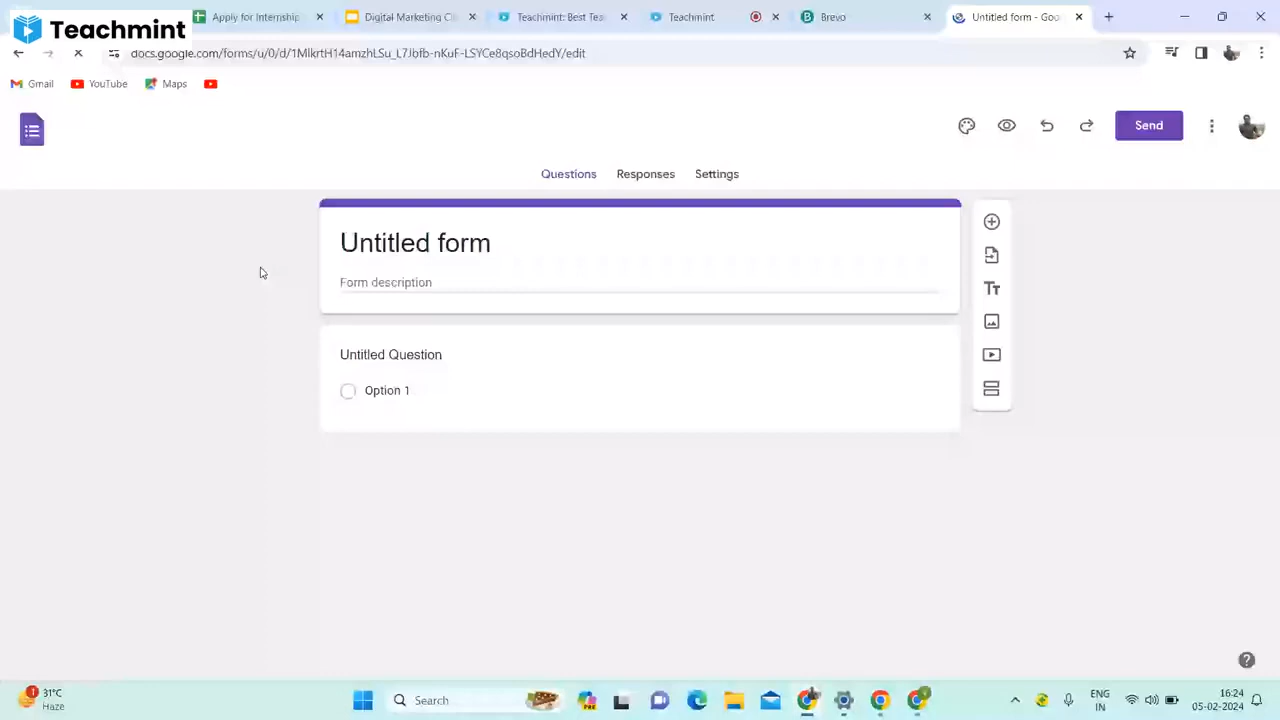 Teachmint
Apply for Internship
Digital Marketing C
Teachmint: Best Tea
Teachmint
Brevo
Untitled form - Goo
docs.google.com/forms/u/0/d/1MlkrtH14amzhLSu_L7Jbfb-nKuF-LSYCe8qsoBdHedY/edit
Gmail
YouTube
Maps
Send
Questions
Responses
Settings
Untitled form
Form description
Tт
Untitled Question
Option 1
1
31°C
Haze
Search
ENG
IN
16:24
05-02-2024